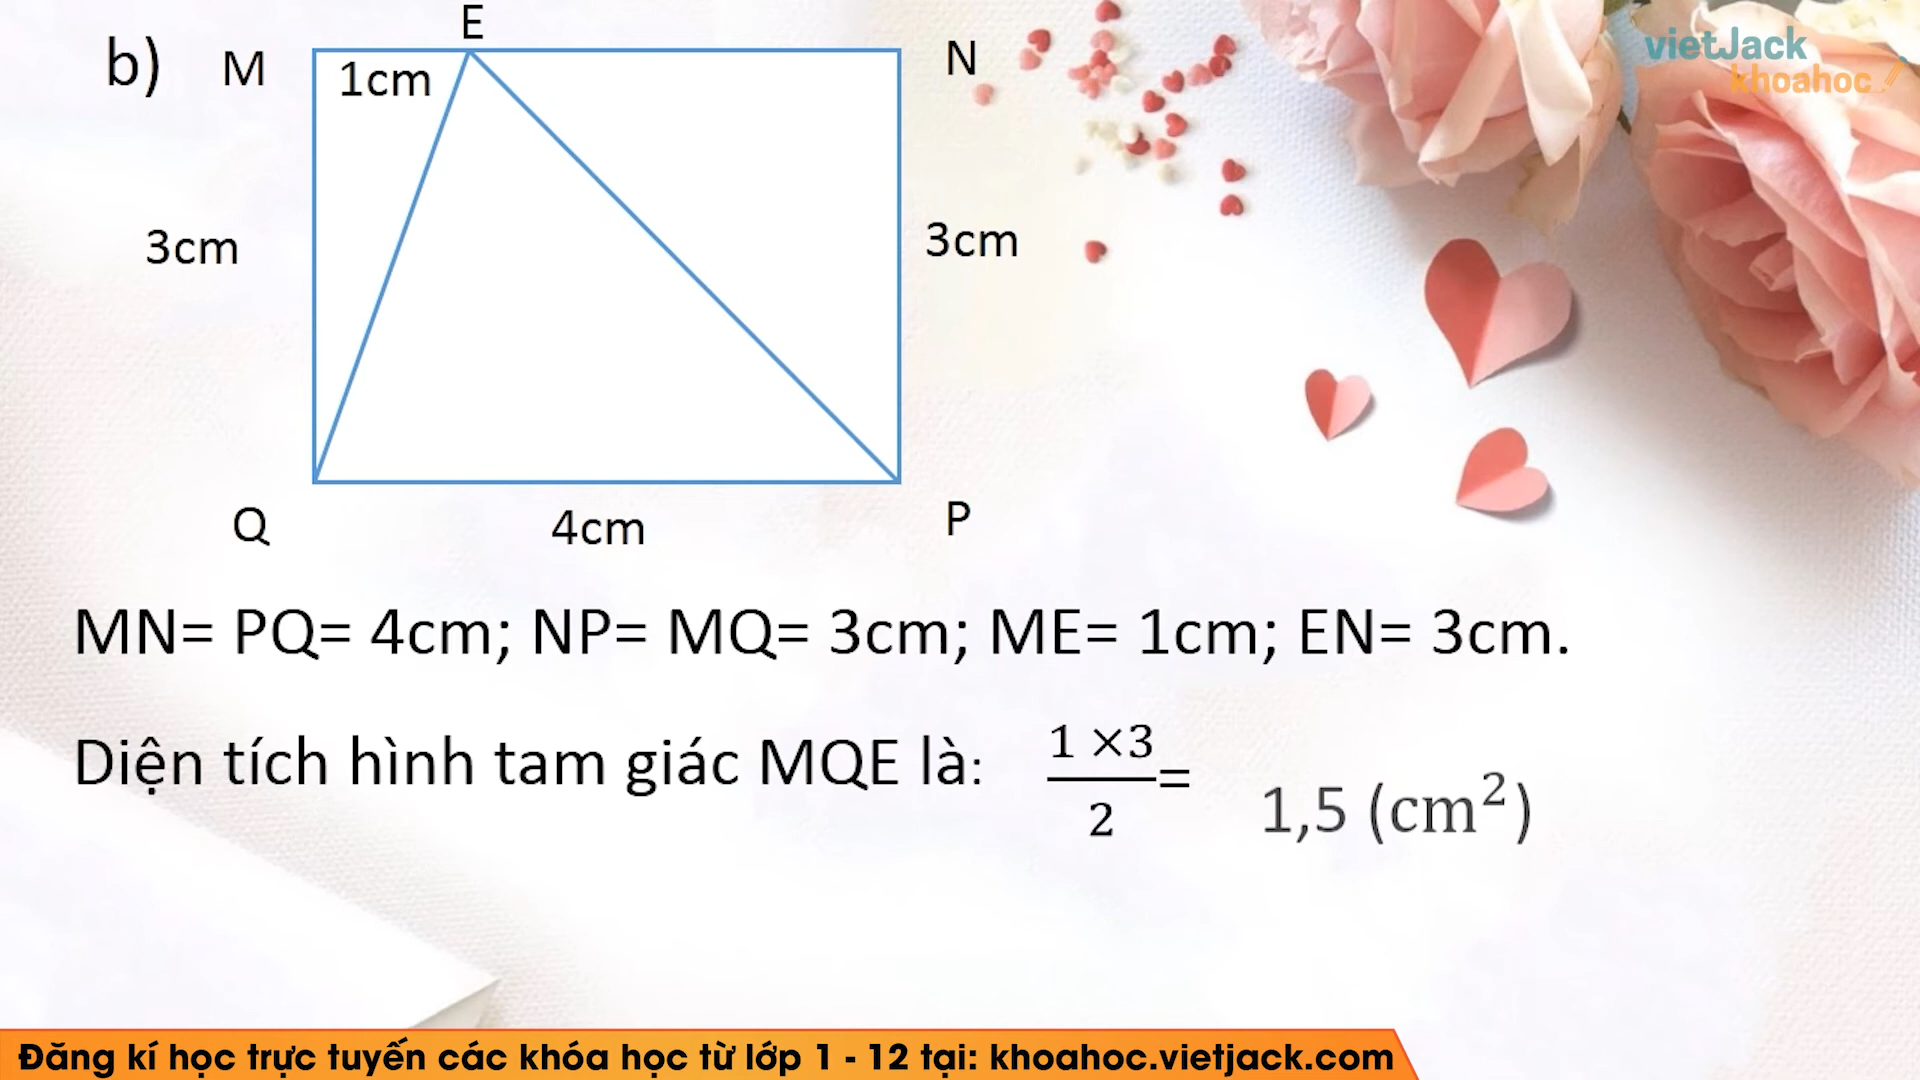 vietJack
khoahoc
b)
M
E
N
1cm
3cm
3cm
Q
4cm
P
MN= PQ= 4cm; NP= MQ= 3cm; ME= 1cm; EN= 3cm.
Diện tích hình tam giác MQE là: 1 ×3/2= 1,5 (cm²)
Đăng kí học trực tuyến các khóa học từ lớp 1 - 12 tại: khoahoc.vietjack.com